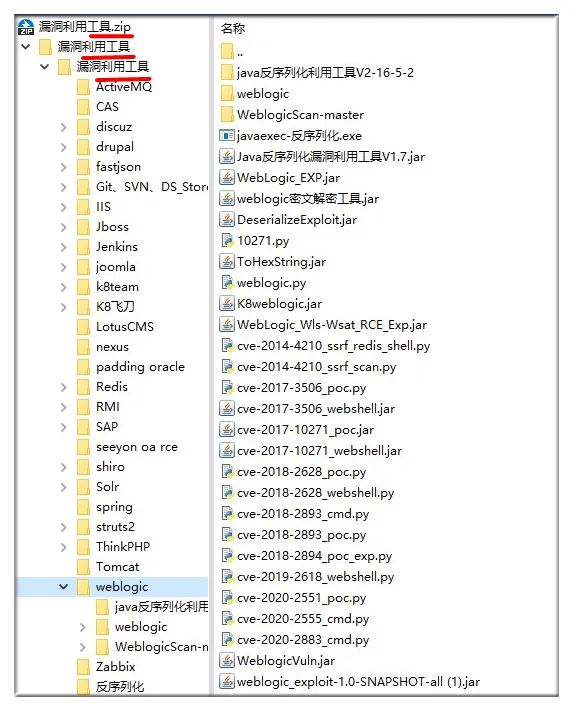 漏洞利用工具.zip
漏洞利用工具
漏洞利用工具
ActiveMQ
CAS
discuz
drupal
fastjson
Git、SVN、DS_Store
IIS
Jboss
Jenkins
joomla
k8team
K8飞刀
LotusCMS
nexus
padding oracle
Redis
RMI
SAP
seeyon oa rce
shiro
Solr
spring
struts2
ThinkPHP
Tomcat
weblogic
java反序列化利用
weblogic
WeblogicScan-m
Zabbix
反序列化
名称
..
java反序列化利用工具V2-16-5-2
weblogic
WeblogicScan-master
javaexec-反序列化.exe
Java反序列化漏洞利用工具V1.7.jar
WebLogic_EXP.jar
weblogic密文解密工具.jar
DeserializeExploit.jar
10271.py
ToHexString.jar
weblogic.py
K8weblogic.jar
WebLogic_Wls-Wsat_RCE_Exp.jar
cve-2014-4210_ssrf_redis_shell.py
cve-2014-4210_ssrf_scan.py
cve-2017-3506_poc.py
cve-2017-3506_webshell.jar
cve-2017-10271_poc.jar
cve-2017-10271_webshell.jar
cve-2018-2628_poc.py
cve-2018-2628_webshell.py
cve-2018-2893_cmd.py
cve-2018-2893_poc.py
cve-2018-2894_poc_exp.py
cve-2019-2618_webshell.py
cve-2020-2551_poc.py
cve-2020-2555_cmd.py
cve-2020-2883_cmd.py
WeblogicVuln.jar
weblogic_exploit-1.0-SNAPSHOT-all (1).jar